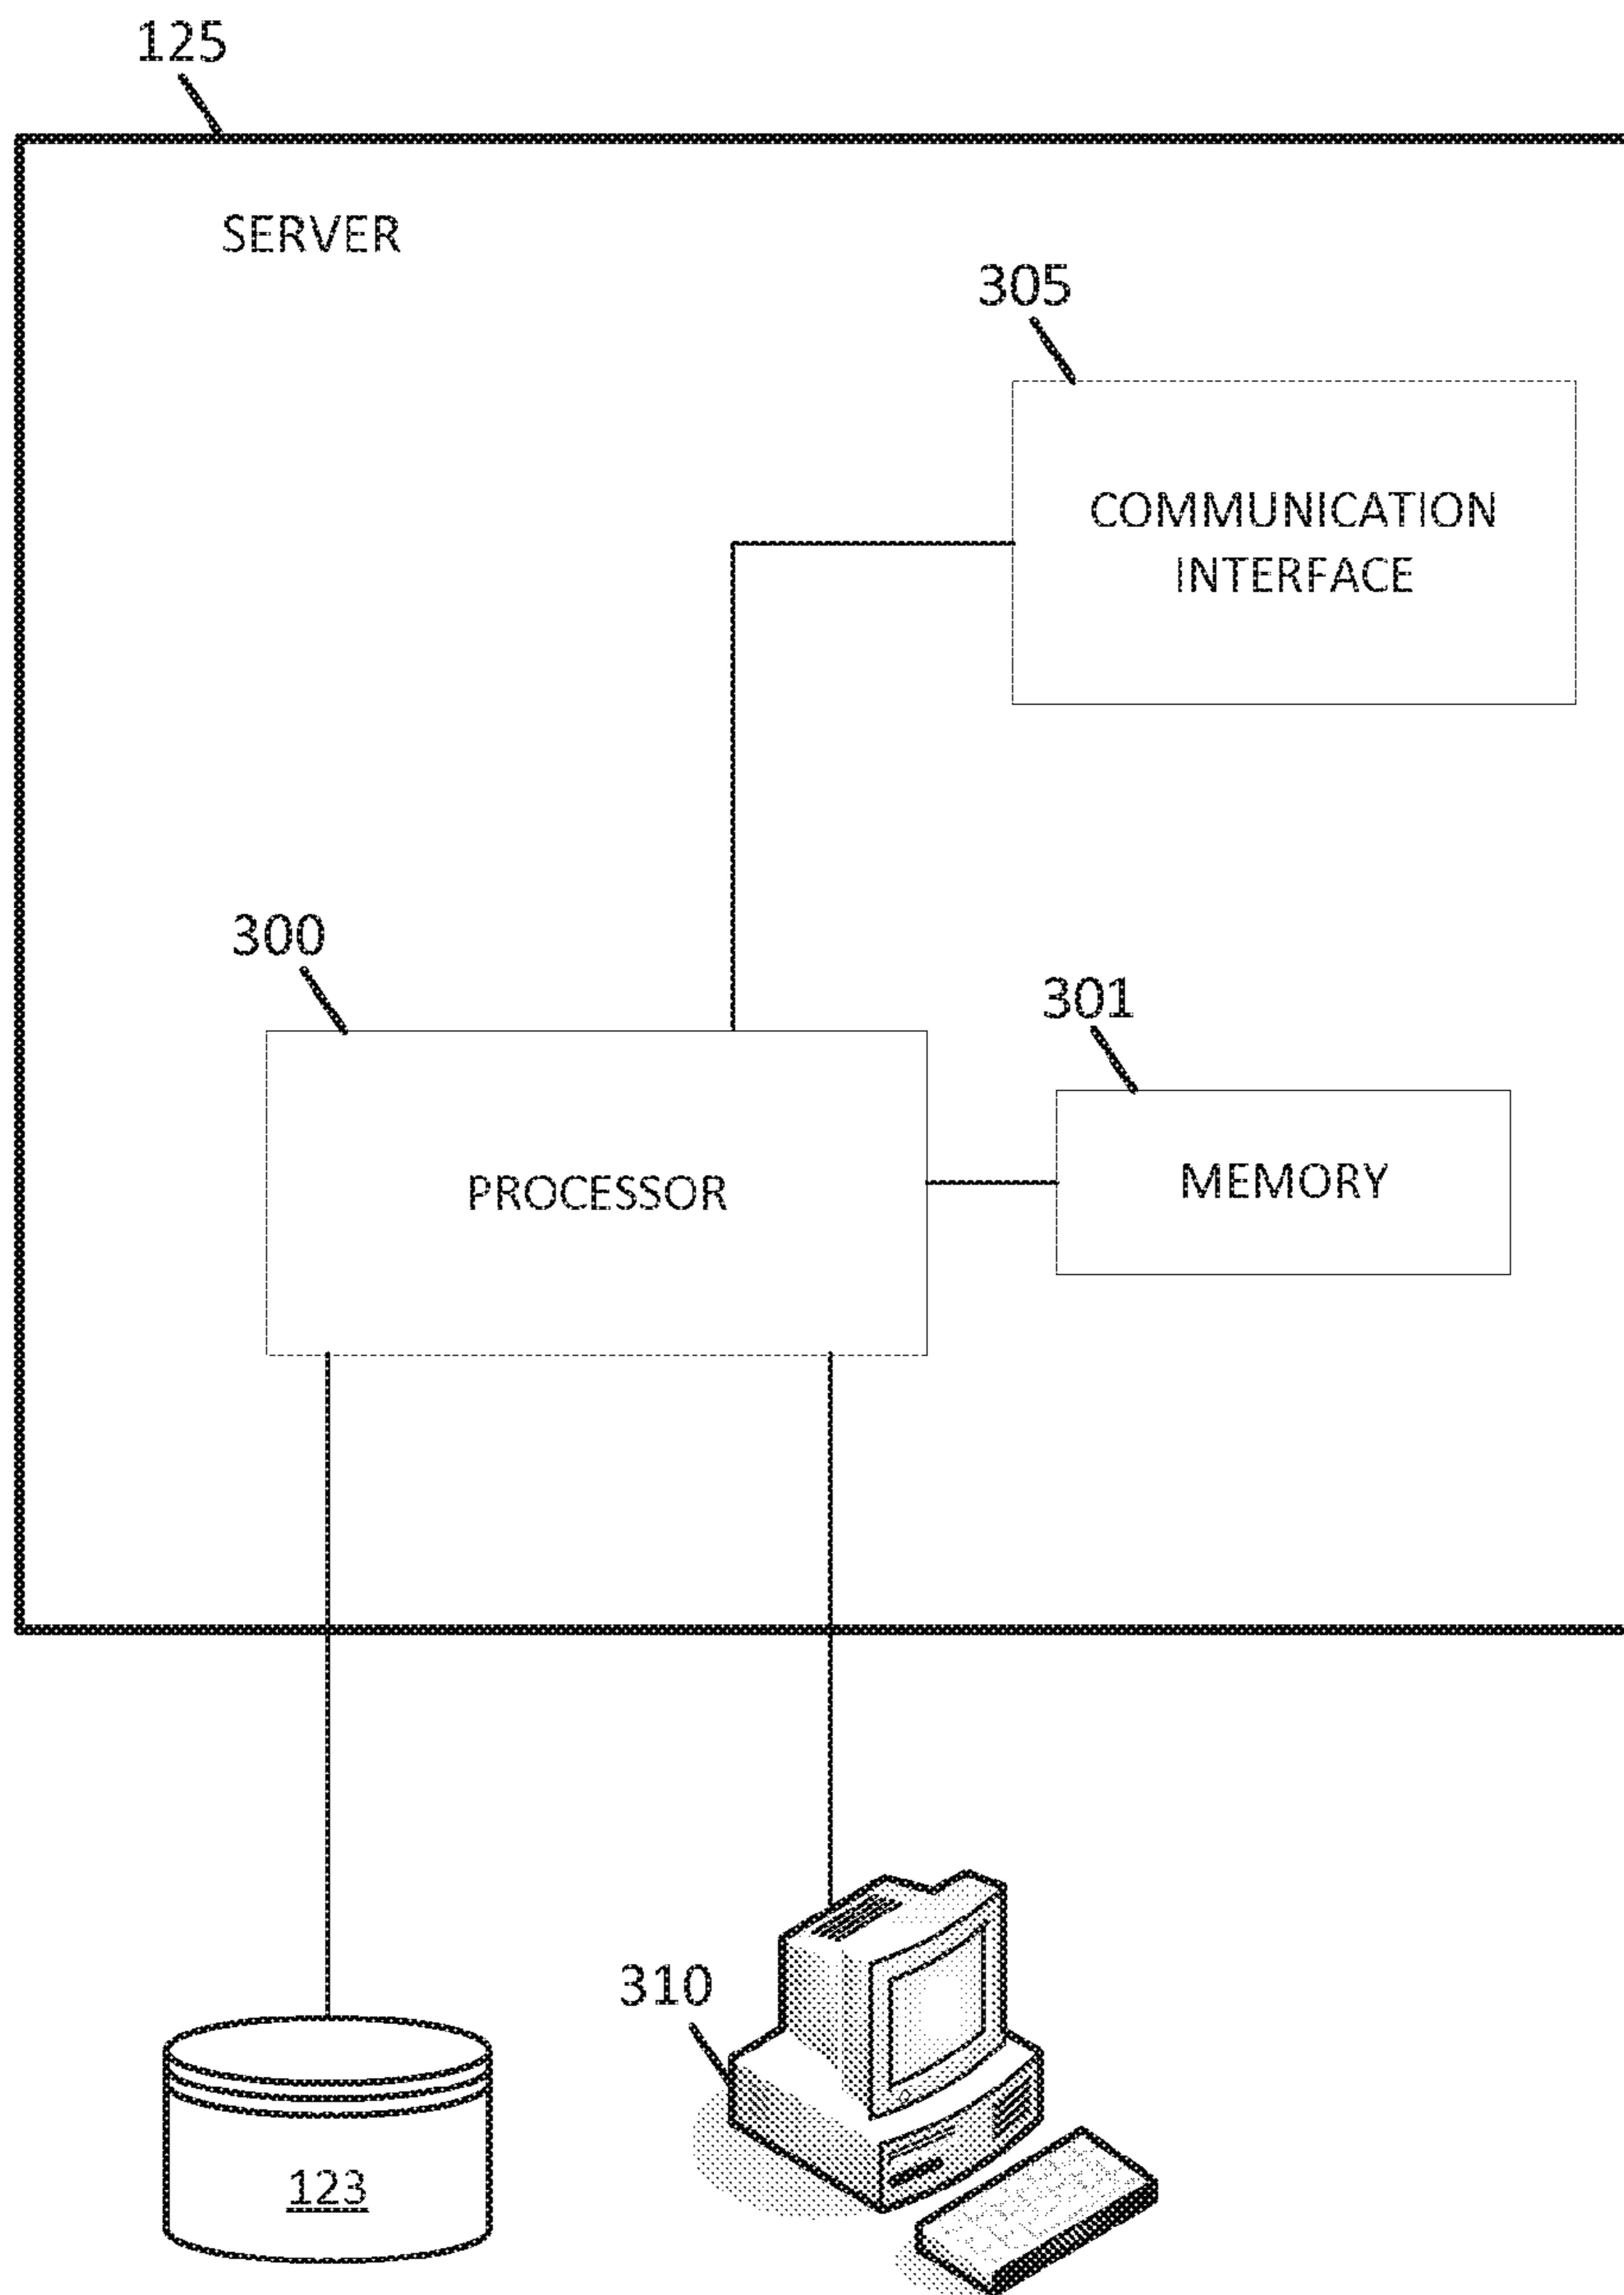 125
SERVER
305
COMMUNICATION
INTERFACE
300
301
PROCESSOR
MEMORY
310
123